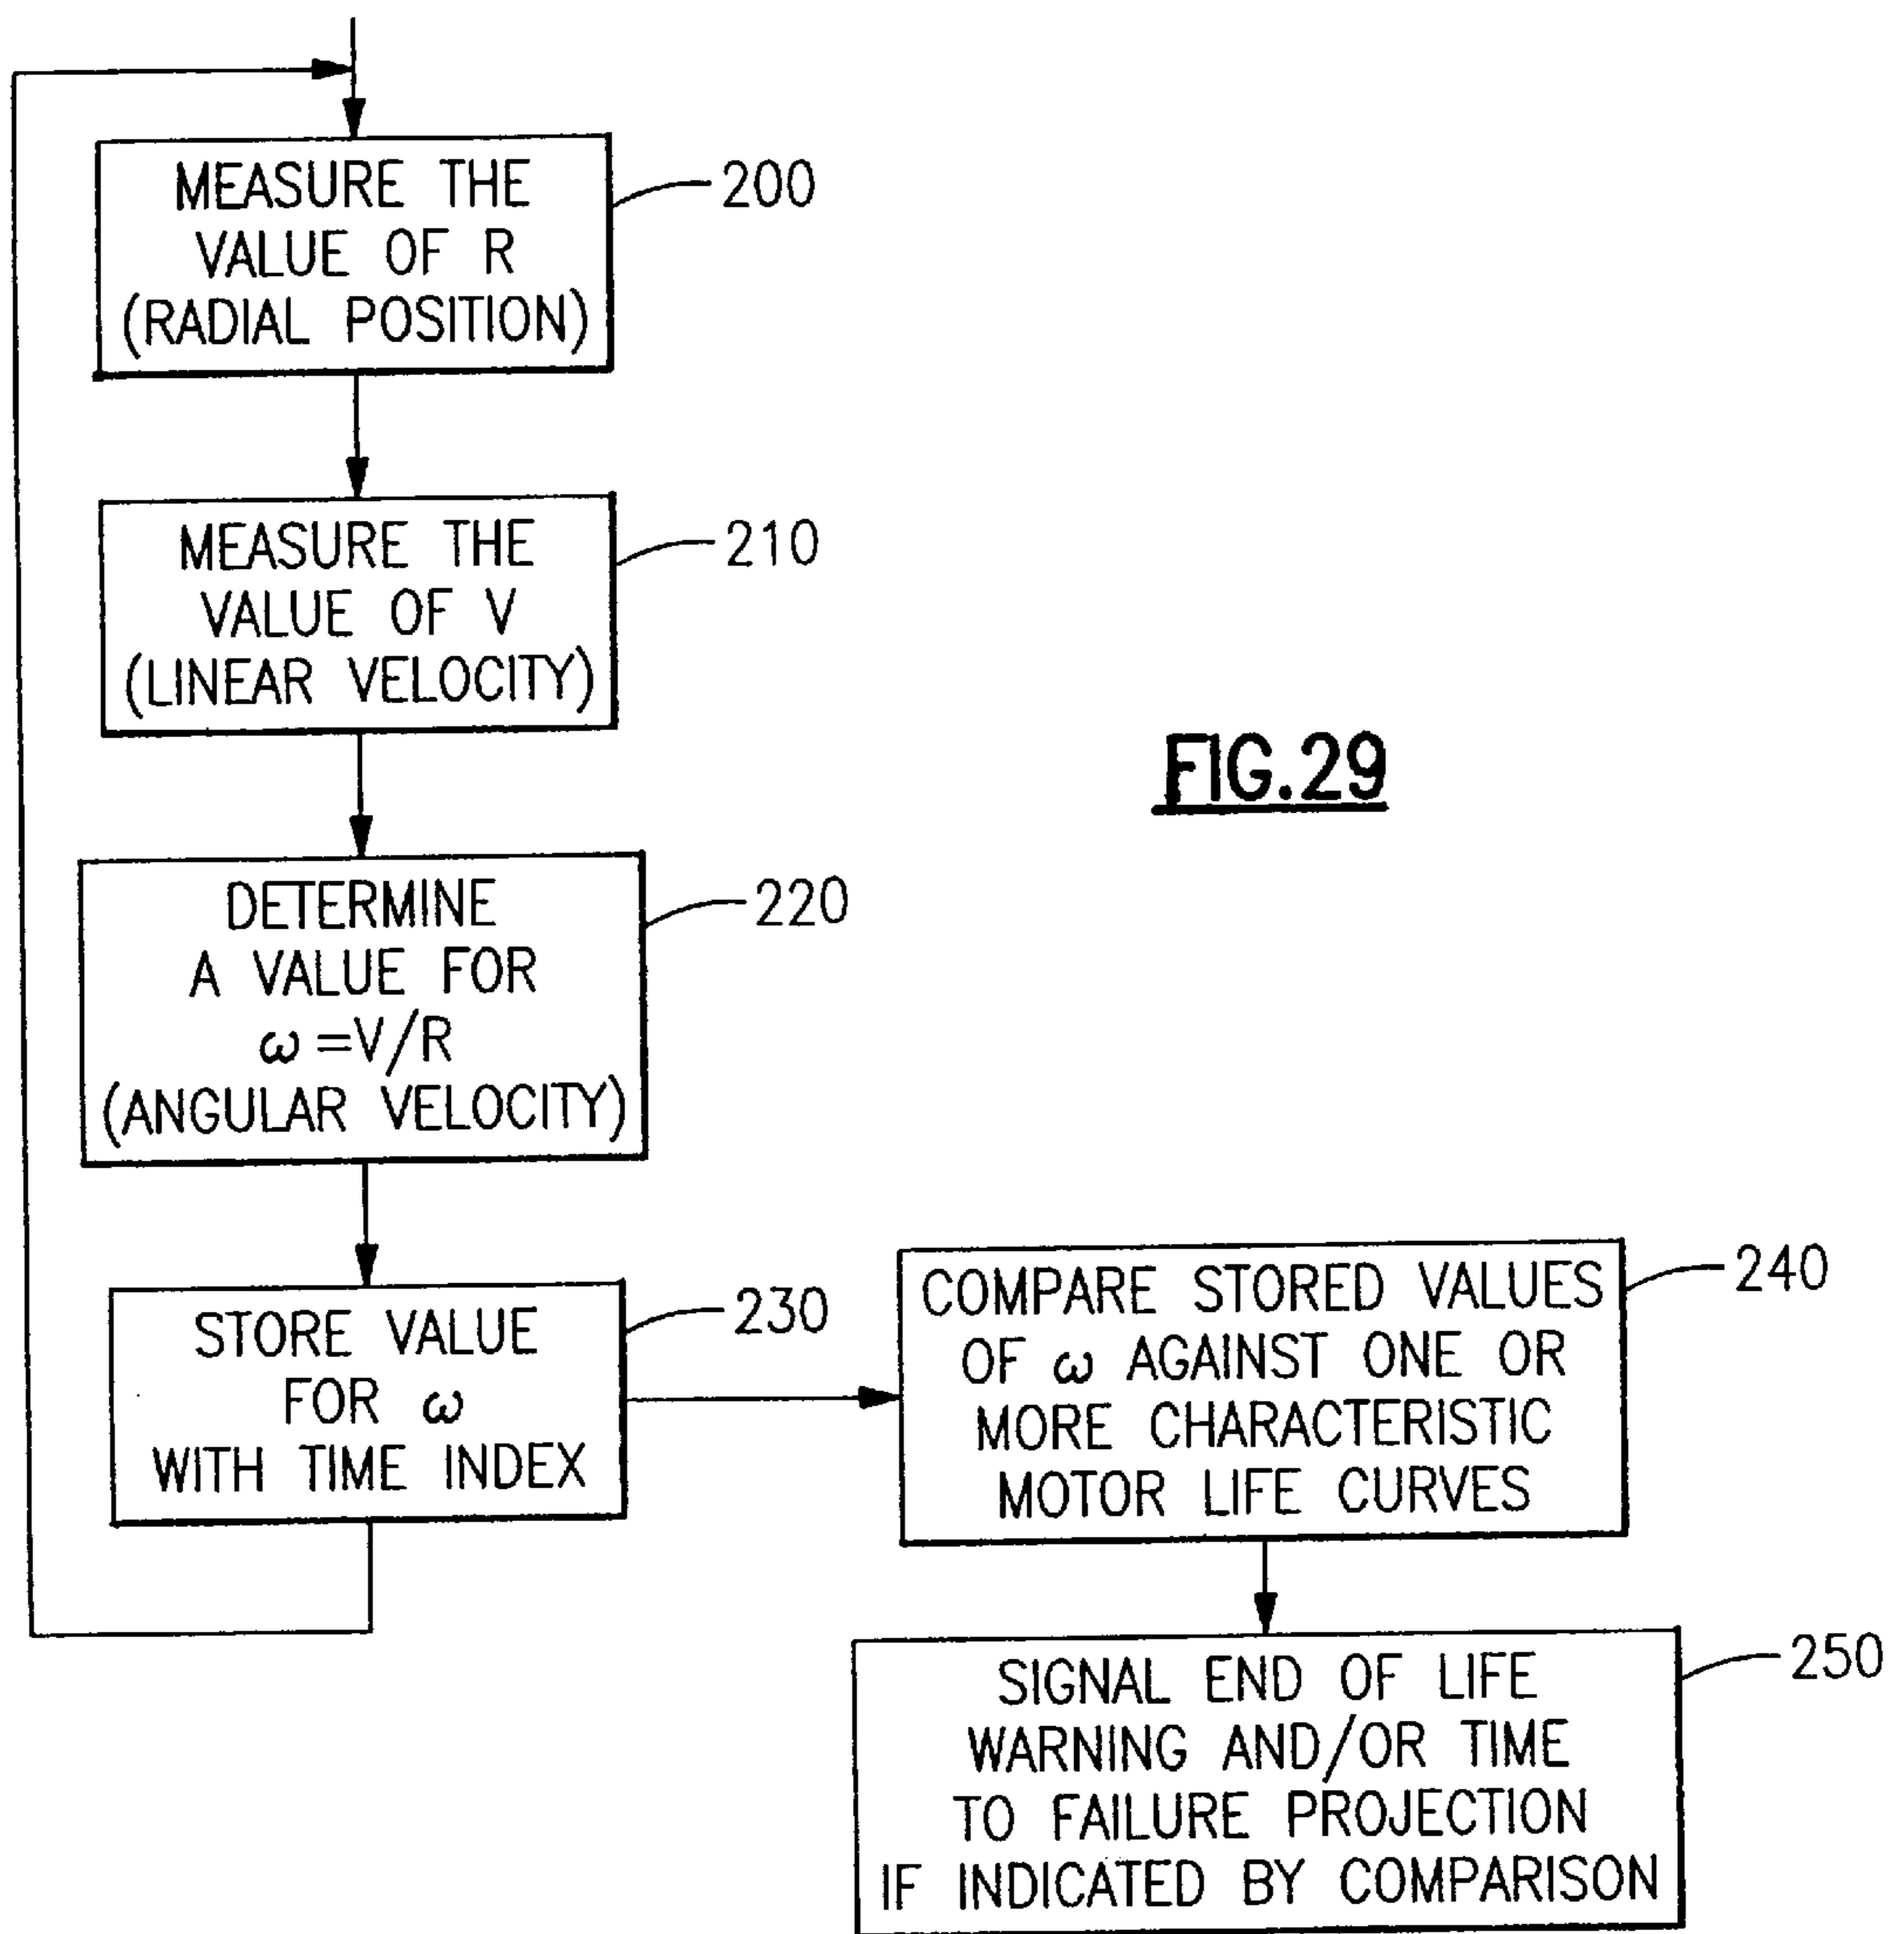 MEASURE THE
VALUE OF R
(RADIAL POSITION)
200
MEASURE THE
VALUE OF V
(LINEAR VELOCITY)
210
FIG.29
DETERMINE
A VALUE FOR
ω=V/R
(ANGULAR VELOCITY)
220
STORE VALUE
FOR ω
WITH TIME INDEX
230
COMPARE STORED VALUES
OF ω AGAINST ONE OR
MORE CHARACTERISTIC
MOTOR LIFE CURVES
240
SIGNAL END OF LIFE
WARNING AND/OR TIME
TO FAILURE PROJECTION
IF INDICATED BY COMPARISON
250